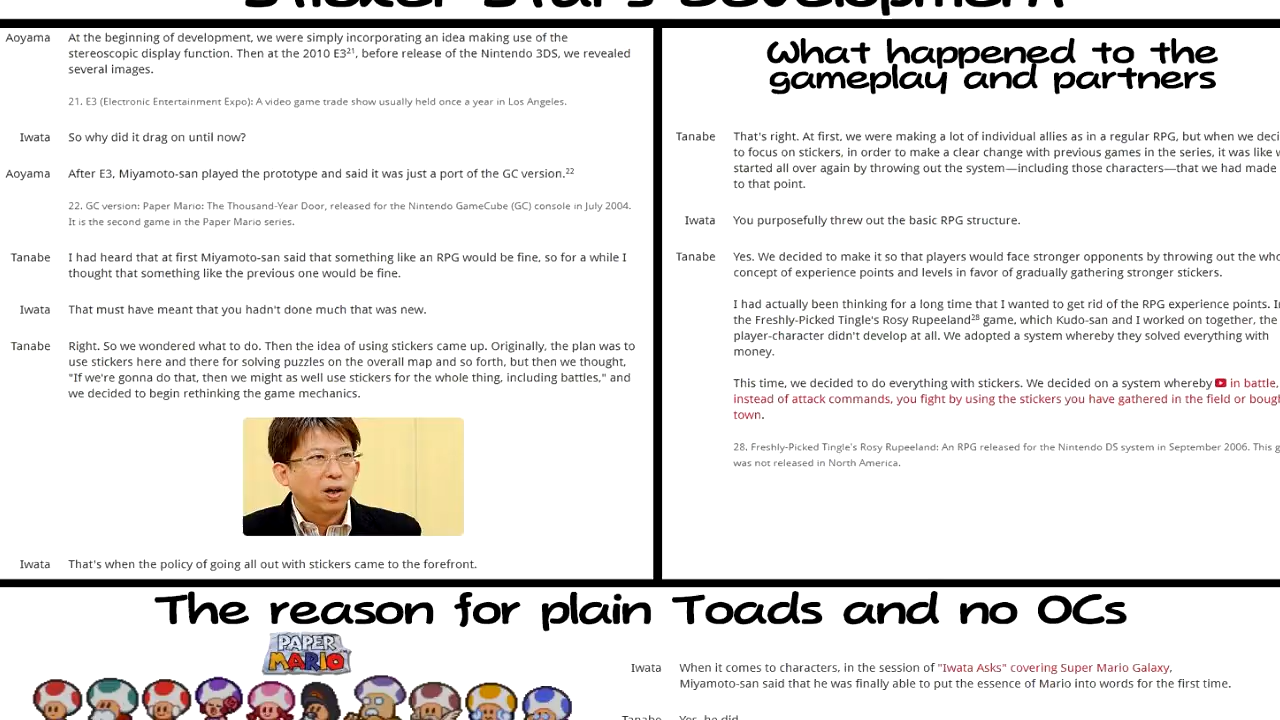 Sticker Star's Development
Aoyama At the beginning of development, we were simply incorporating an idea making use of the
stereoscopic display function. Then at the 2010 E3²¹, before release of the Nintendo 3DS, we revealed
several images.
21. E3 (Electronic Entertainment Expo): A video game trade show usually held once a year in Los Angeles.
Iwata So why did it drag on until now?
Aoyama After E3, Miyamoto-san played the prototype and said it was just a port of the GC version.²²
22. GC version: Paper Mario: The Thousand-Year Door, released for the Nintendo GameCube (GC) console in July 2004.
It is the second game in the Paper Mario series.
Tanabe I had heard that at first Miyamoto-san said that something like an RPG would be fine, so for a while I
thought that something like the previous one would be fine.
Iwata That must have meant that you hadn't done much that was new.
Tanabe Right. So we wondered what to do. Then the idea of using stickers came up. Originally, the plan was to
use stickers here and there for solving puzzles on the overall map and so forth, but then we thought,
"If we're gonna do that, then we might as well use stickers for the whole thing, including battles," and
we decided to begin rethinking the game mechanics.
Iwata That's when the policy of going all out with stickers came to the forefront.
What happened to the
gameplay and partners
Tanabe That's right. At first, we were making a lot of individual allies as in a regular RPG, but when we deci
to focus on stickers, in order to make a clear change with previous games in the series, it was like w
started all over again by throwing out the system—including those characters—that we had made
to that point.
Iwata You purposefully threw out the basic RPG structure.
Tanabe Yes. We decided to make it so that players would face stronger opponents by throwing out the who
concept of experience points and levels in favor of gradually gathering stronger stickers.
I had actually been thinking for a long time that I wanted to get rid of the RPG experience points. I
the Freshly-Picked Tingle's Rosy Rupeeland²⁸ game, which Kudo-san and I worked on together, the
player-character didn't develop at all. We adopted a system whereby they solved everything with
money.
This time, we decided to do everything with stickers. We decided on a system whereby in battle,
instead of attack commands, you fight by using the stickers you have gathered in the field or bough
town.
28. Freshly-Picked Tingle's Rosy Rupeeland: An RPG released for the Nintendo DS system in September 2006. This g
was not released in North America.
The reason for plain Toads and no OCs
PAPER
MARIO
Iwata When it comes to characters, in the session of "Iwata Asks" covering Super Mario Galaxy,
Miyamoto-san said that he was finally able to put the essence of Mario into words for the first time.
Tanabe Yes, he did.